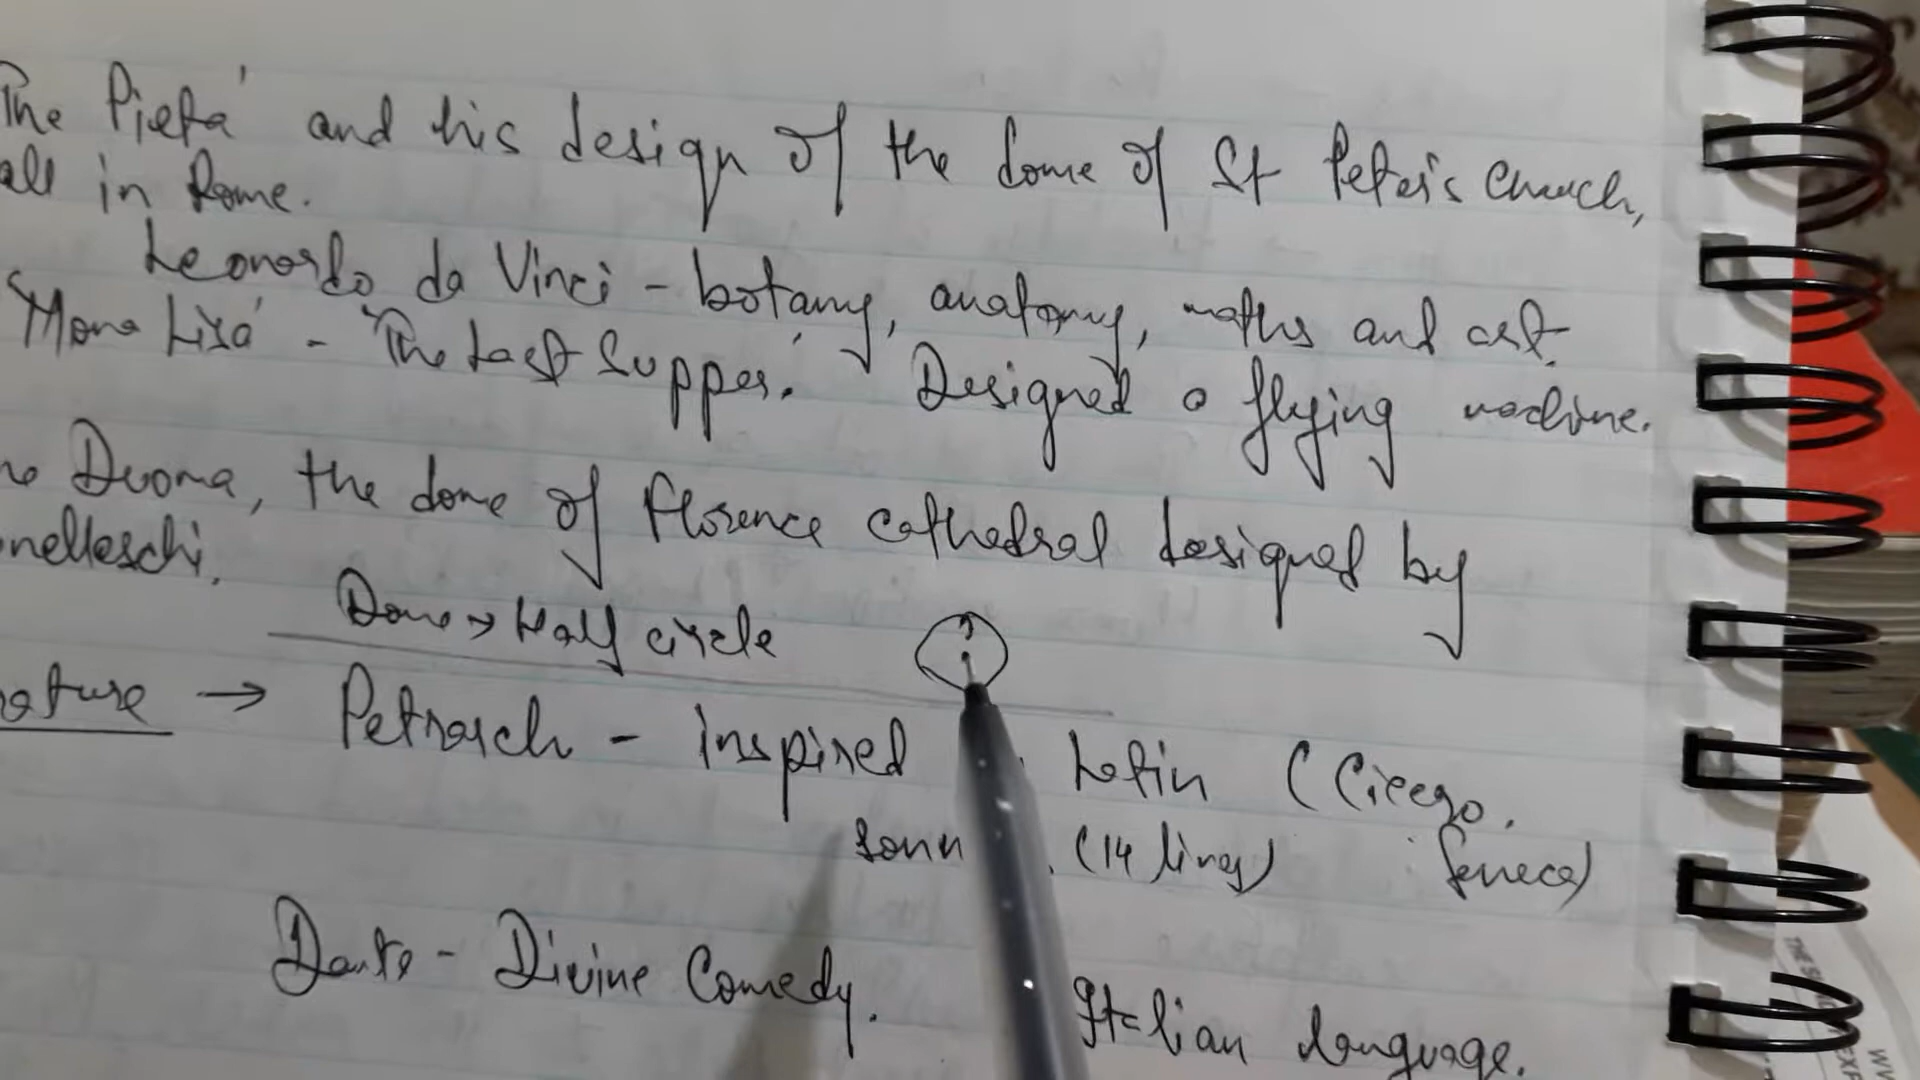 The 'Pieta' and his design of the dome of St Peter's Church,
all in Rome.
Leonardo da Vinci - botany, anatomy, maths and art.
'Mona Lisa' - 'The Last Supper.' Designed a flying machine.
Duoma, the dome of Florence Cathedral designed by
nelleschi.
Dome → Half circle
ature → Petrarch - inspired Latin (Cicero,
sonn (14 lines) Seneca)
Dante - Divine Comedy. Italian language.